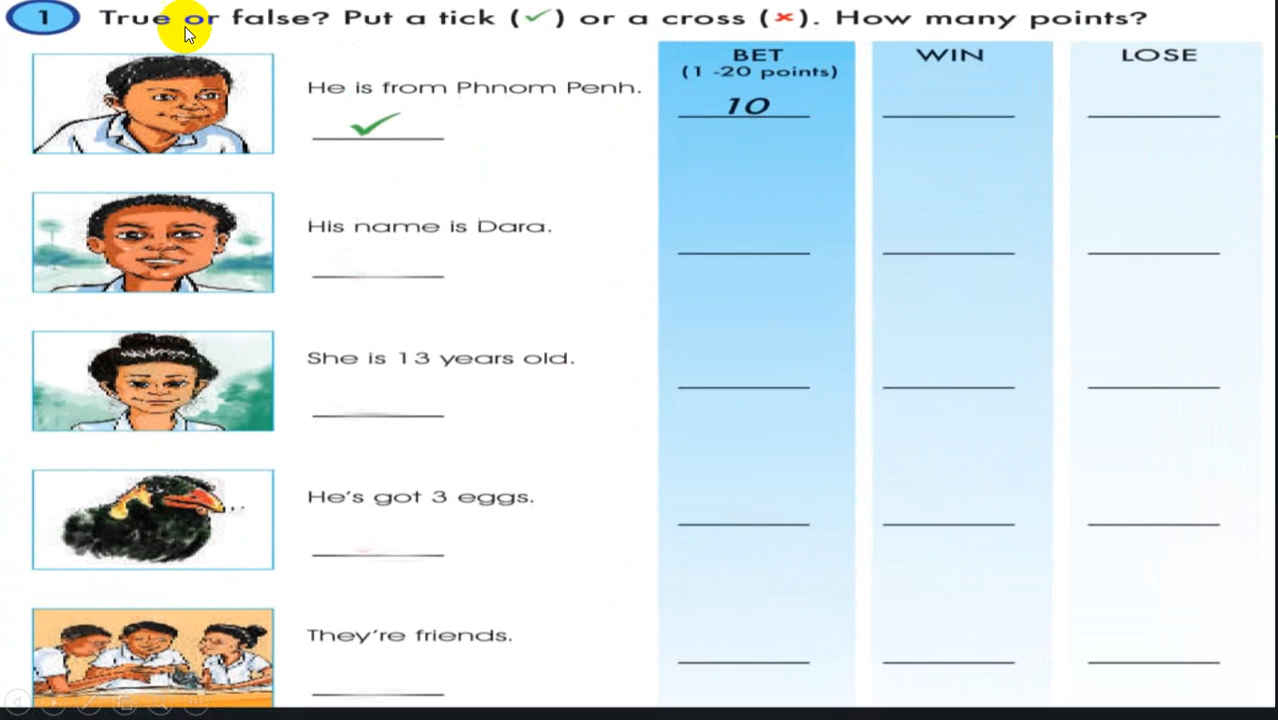 1 True or false? Put a tick (✓) or a cross (×). How many points?
BET WIN LOSE
(1 -20 points)
He is from Phnom Penh.
✓ 10
His name is Dara.
She is 13 years old.
He's got 3 eggs.
They're friends.